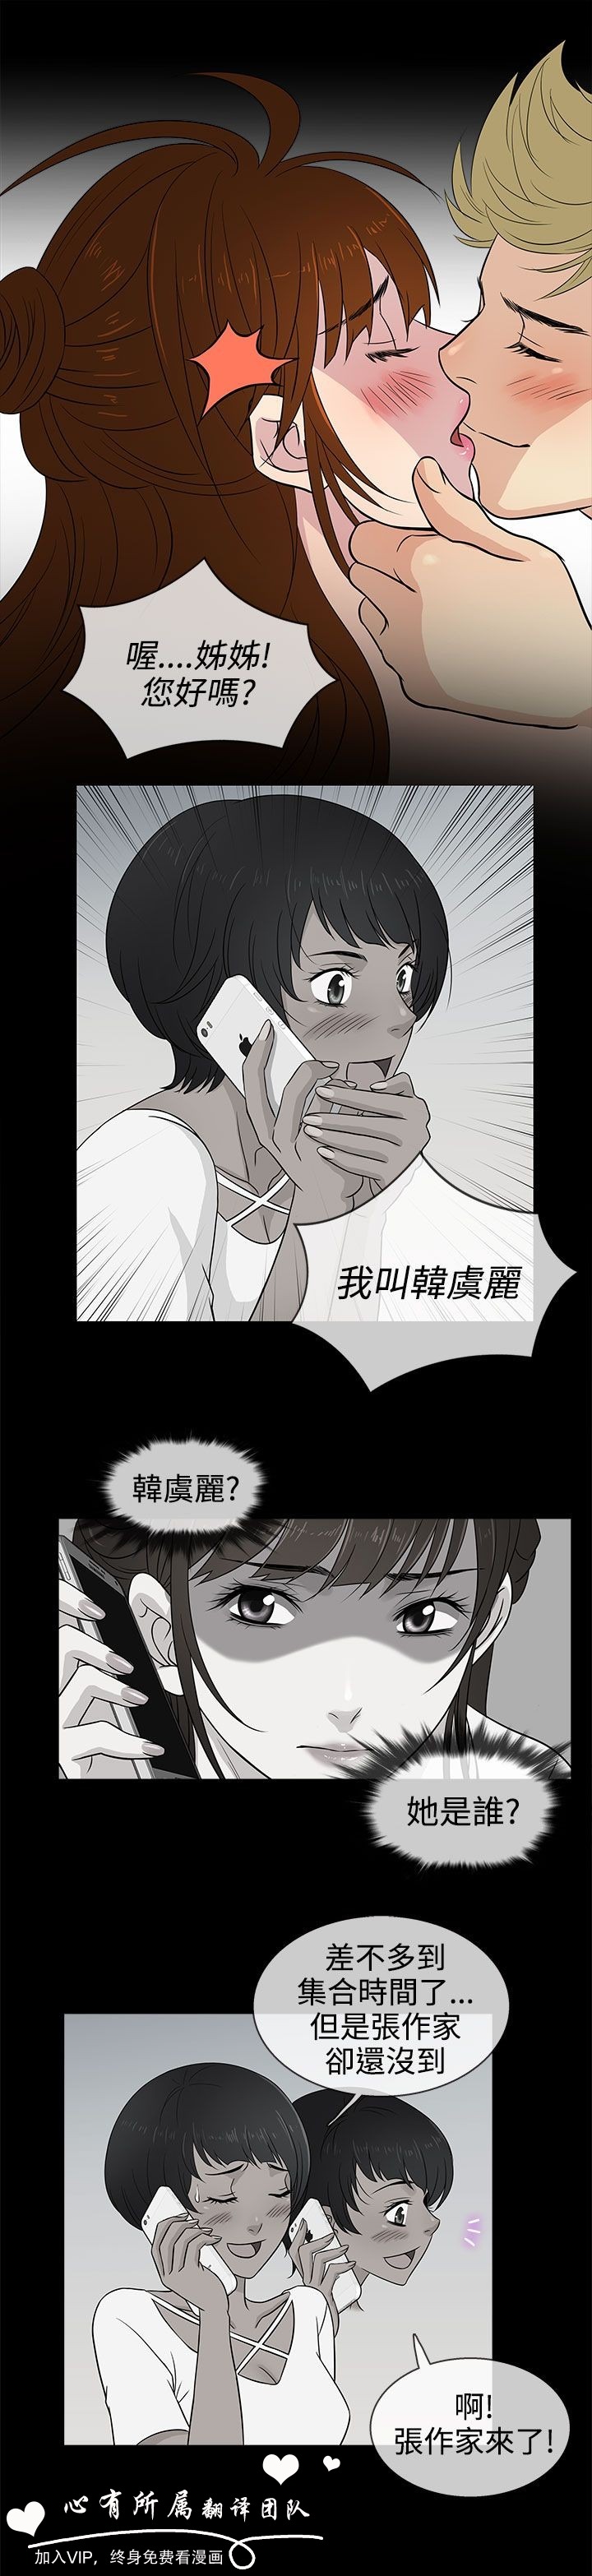 喔....姊姊!
您好嗎?
我叫韓虞麗
韓虞麗?
她是誰?
差不多到
集合時間了...
但是張作家
卻還沒到
啊!
張作家來了!
心有所属翻译团队
加入VIP，终身免费看漫画